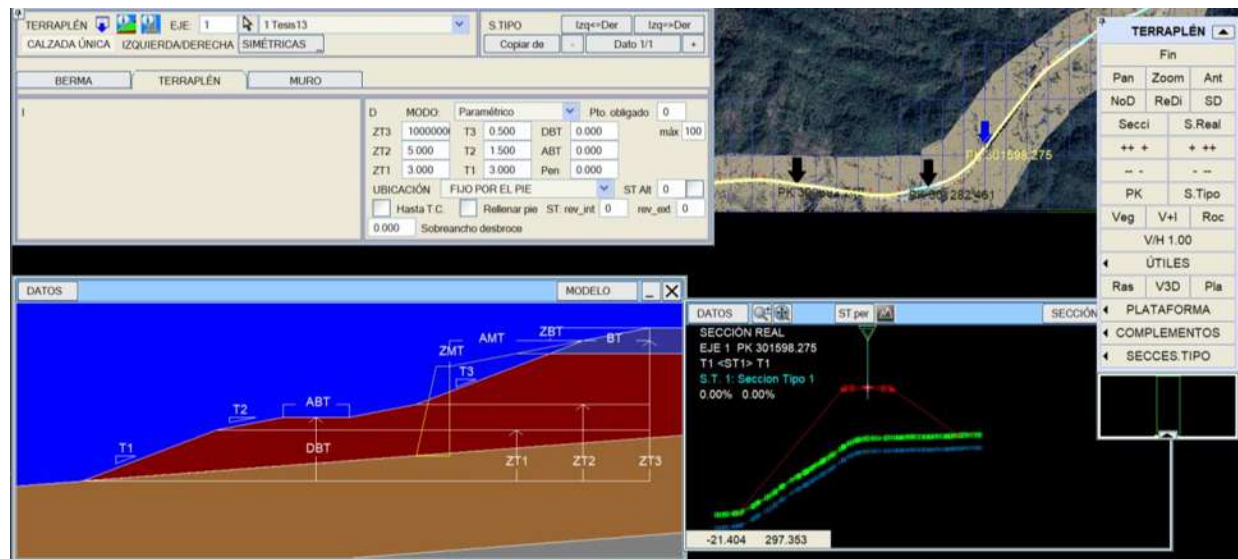 TERRAPLÉN EJE: 1 1 Tesis13
CALZADA ÚNICA IZQUIERDA/DERECHA SIMÉTRICAS
S.TIPO Izq<=Der Izq=>Der
Copiar de - Dato 1/1 +
BERMA TERRAPLÉN MURO
D MODO: Paramétrico Pto. obligado 0
ZT3 1000000 T3 0.500 DBT 0.000 máx 100
ZT2 5.000 T2 1.500 ABT 0.000
ZT1 3.000 T1 3.000 Pen 0.000
UBICACIÓN FIJO POR EL PIE ST Alt 0
Hasta T.C. Rellenar pie ST: rev_int 0 rev_ext 0
0.000 Sobreancho desbroce
PK 301598.275
TERRAPLÉN
Fin
Pan Zoom Ant
NoD ReDi SD
Secci S.Real
++ + + ++
-- - - --
PK S.Tipo
Veg V+I Roc
V/H 1.00
ÚTILES
Ras V3D Pla
PLATAFORMA
COMPLEMENTOS
SECCES.TIPO
DATOS MODELO
AMT ZBT BT
ZMT
T3
T2 ABT
T1 DBT
ZT1 ZT2 ZT3
DATOS ST per SECCIÓN
SECCIÓN REAL
EJE 1 PK 301598.275
T1 <ST1> T1
S.T. 1: Seccion Tipo 1
0.00% 0.00%
-21.404 297.353